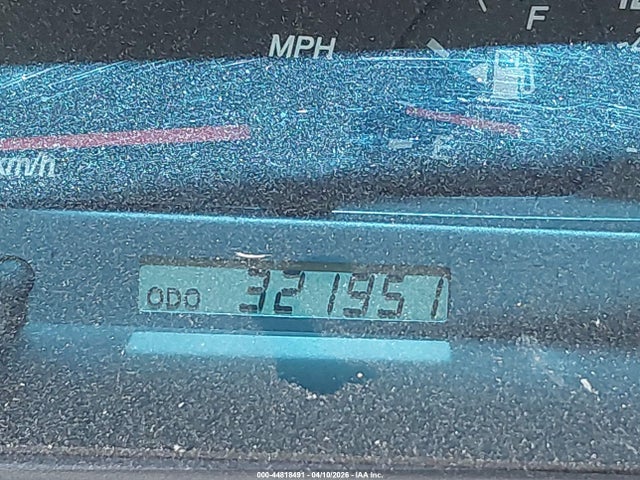 F
MPH
km/h
ODO 321951
000-44818491 - 04/10/2026 - IAA Inc.